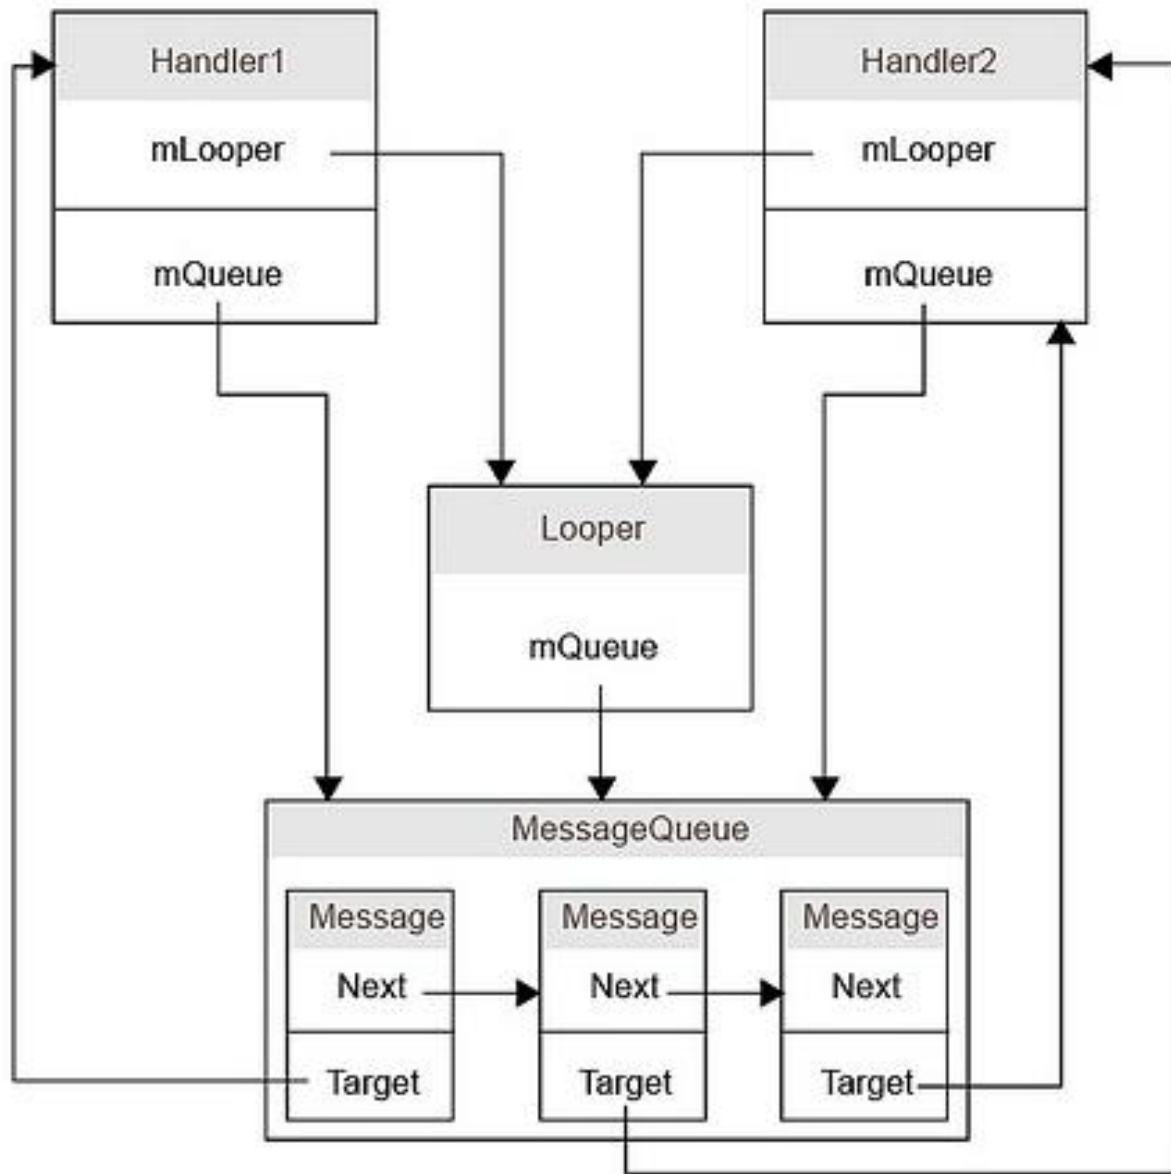 Handler1
mLooper
mQueue
Handler2
mLooper
mQueue
Looper
mQueue
MessageQueue
Message
Next
Target
Message
Next
Target
Message
Next
Target